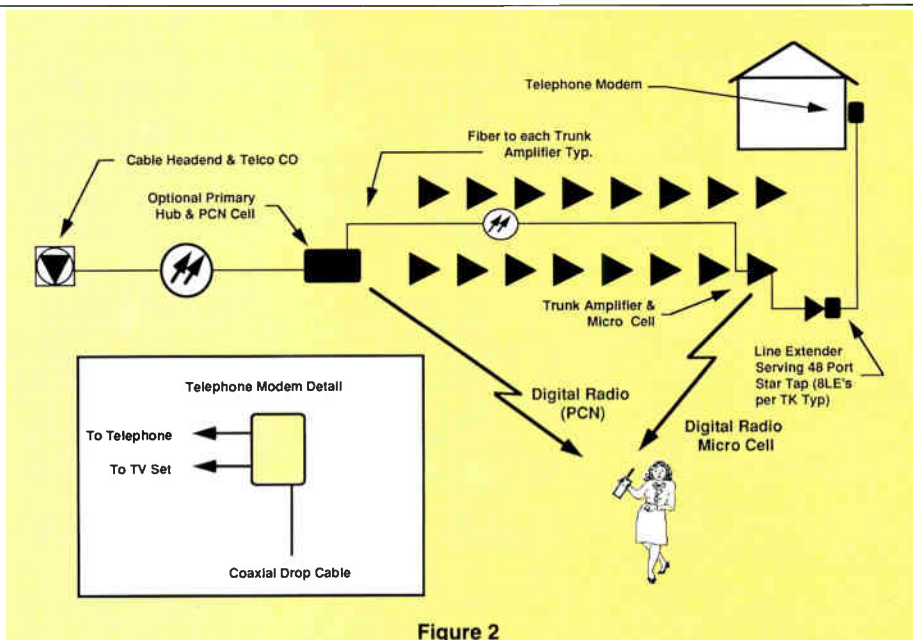 Telephone Modem
Fiber to each Trunk
Amplifier Typ.
Cable Headend & Telco CO
Optional Primary
Hub & PCN Cell
Trunk Amplifier &
Micro Cell
Line Extender
Serving 48 Port
Star Tap (8LE's
per TK Typ)
Digital Radio
(PCN)
Digital Radio
Micro Cell
Telephone Modem Detail
To Telephone
To TV Set
Coaxial Drop Cable
Figure 2